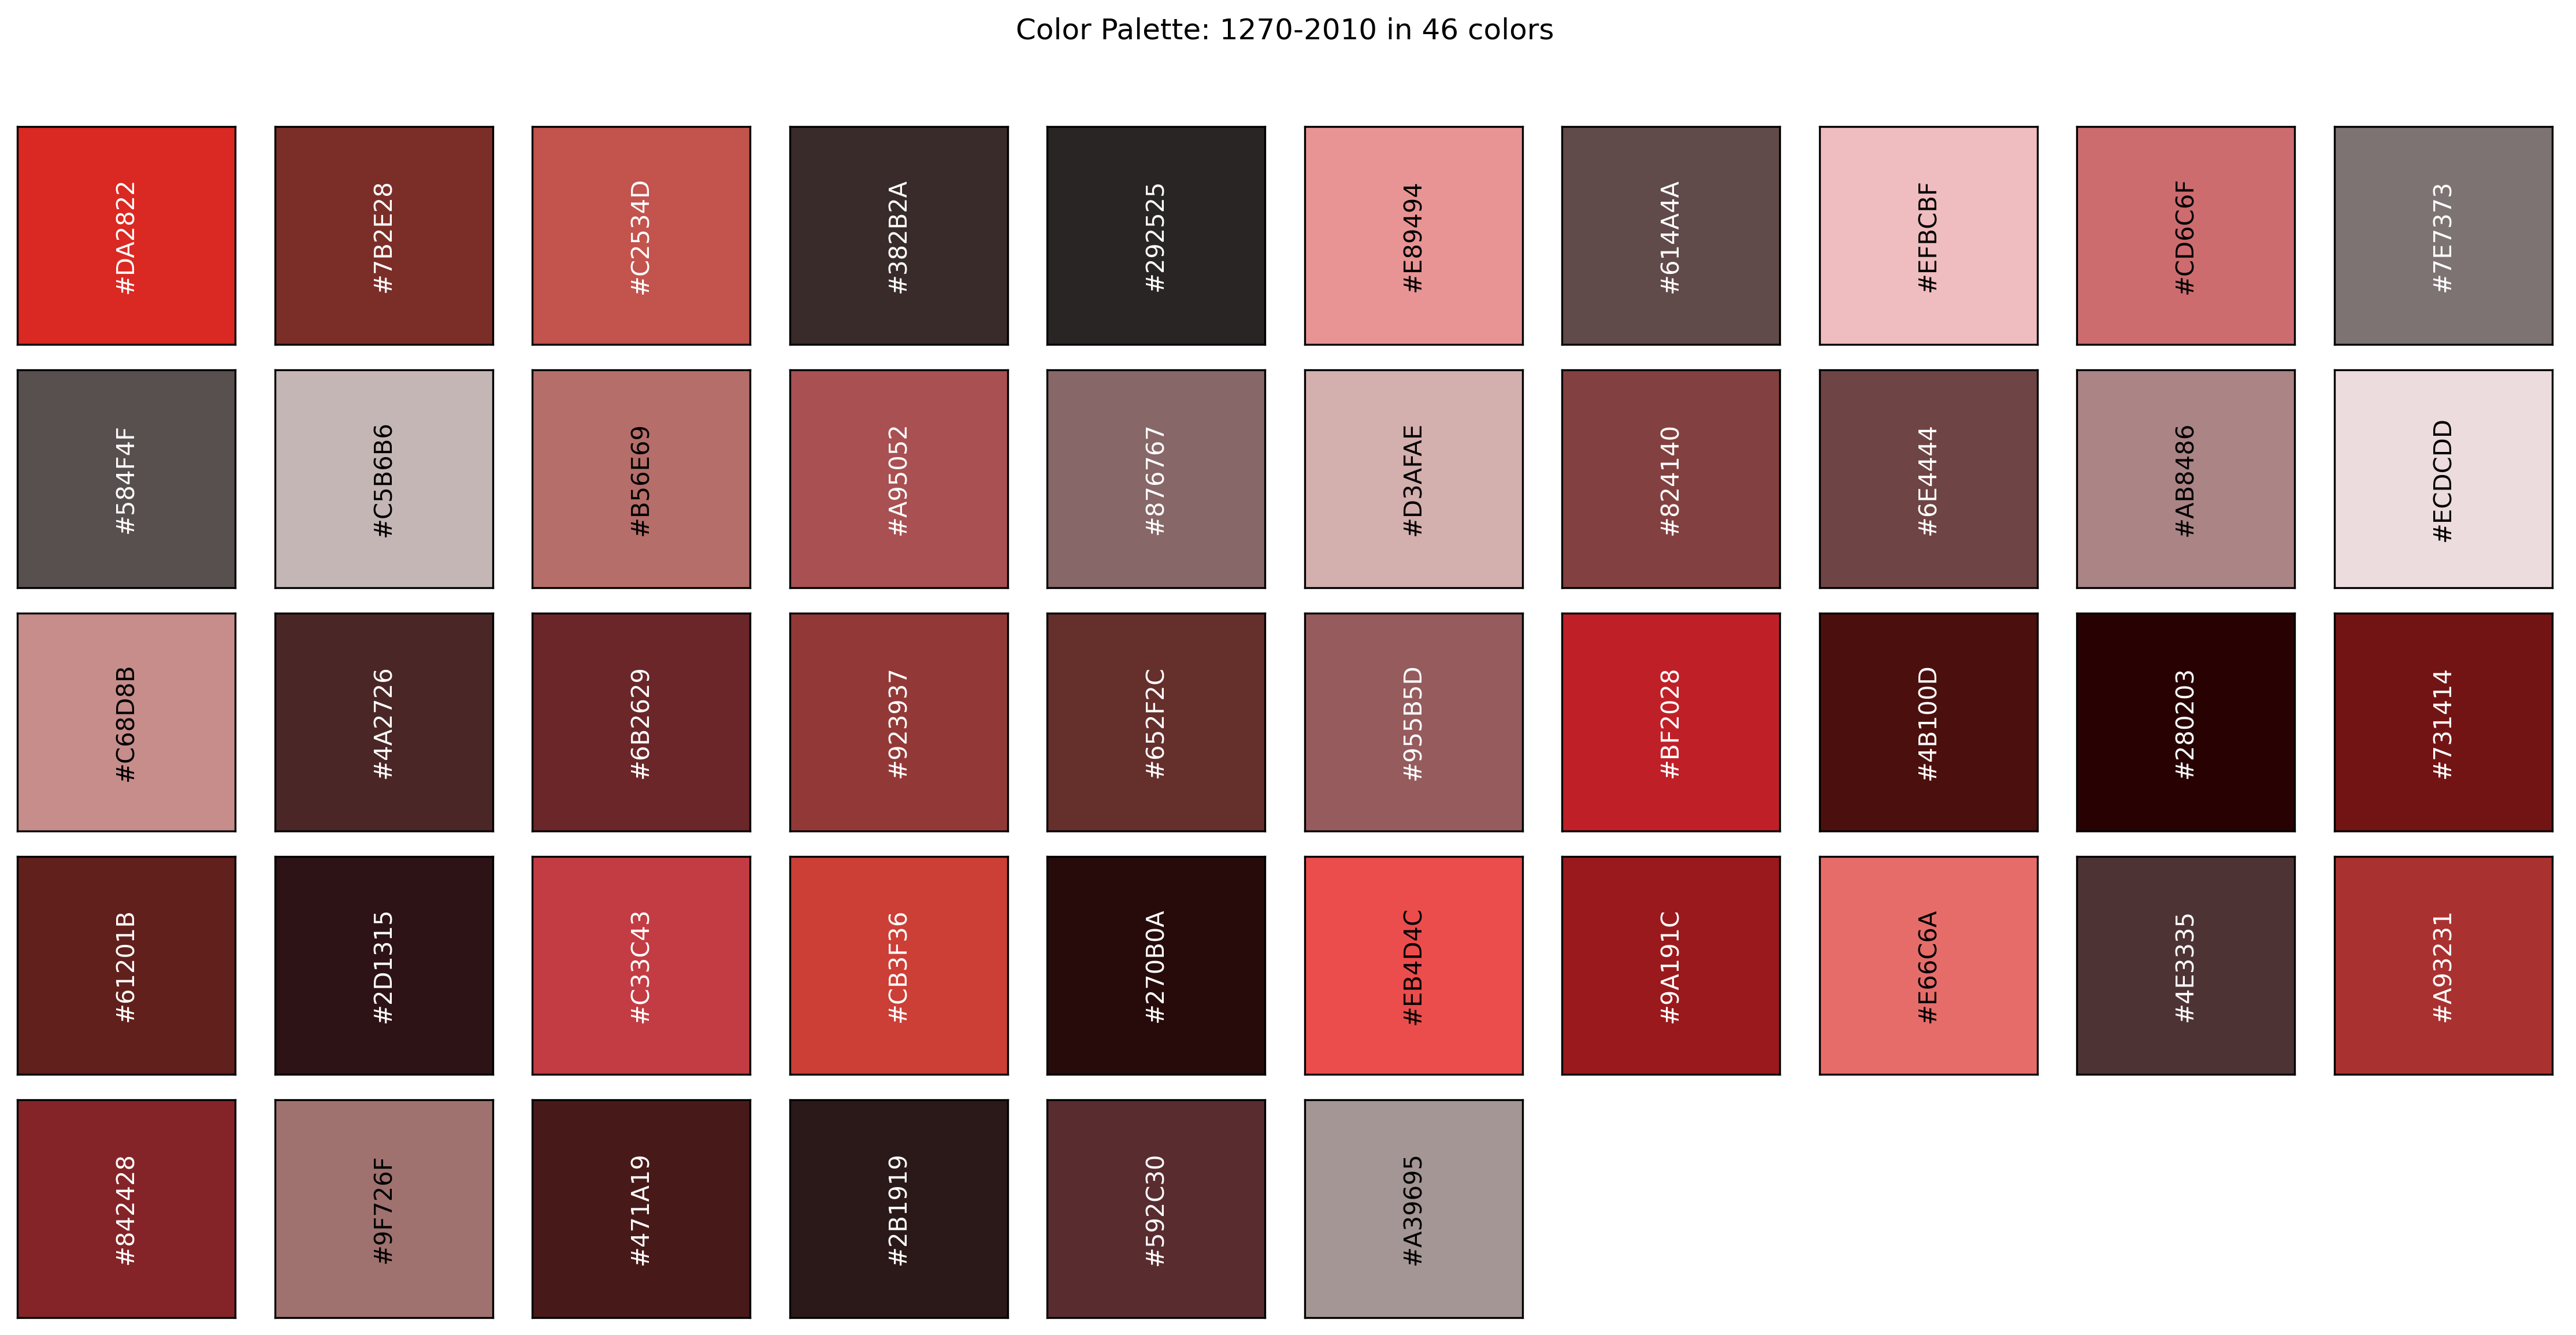 Color Palette: 1270-2010 in 46 colors
#DA2822
#7B2E28
#C2534D
#382B2A
#292525
#E89494
#614A4A
#EFBCBF
#CD6C6F
#7E7373
#584F4F
#C5B6B6
#B56E69
#A95052
#876767
#D3AFAE
#824140
#6E4444
#AB8486
#ECDCDD
#C68D8B
#4A2726
#6B2629
#923937
#652F2C
#955B5D
#BF2028
#4B100D
#280203
#731414
#61201B
#2D1315
#C33C43
#CB3F36
#270B0A
#EB4D4C
#9A191C
#E66C6A
#4E3335
#A93231
#842428
#9F726F
#471A19
#2B1919
#592C30
#A39695